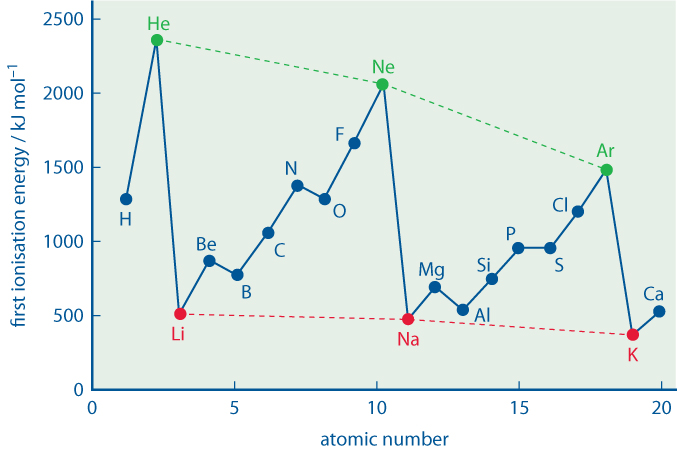 2500
2000
1500
1000
500
0
first ionisation energy / kJ mol⁻¹
He
Ne
Ar
H
Li
Be
B
C
N
O
F
Na
Mg
Al
Si
P
S
Cl
K
Ca
0 5 10 15 20
atomic number